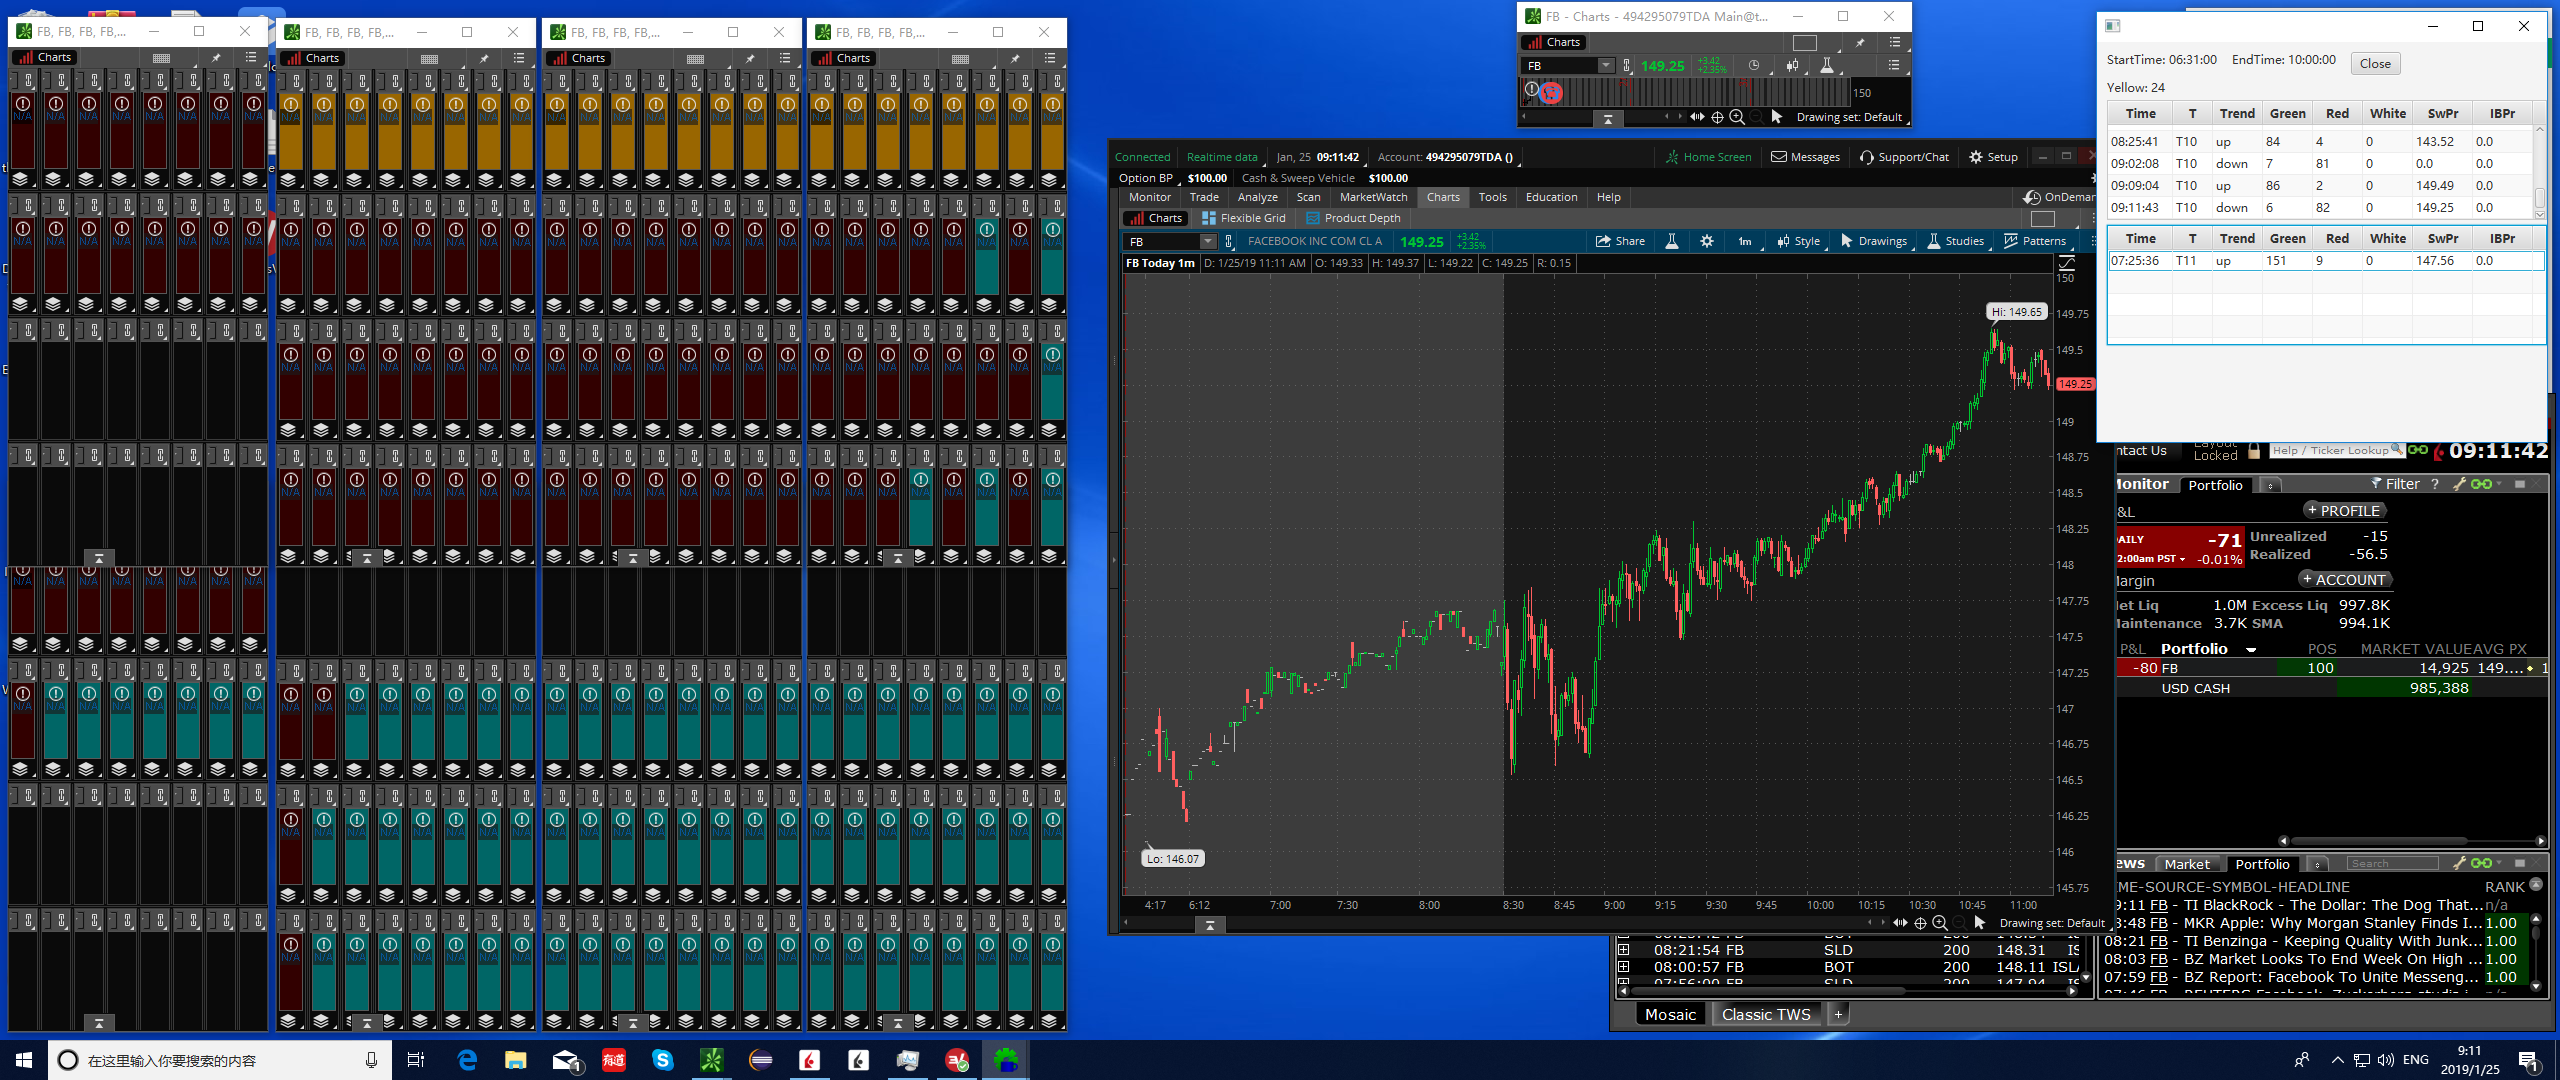 FB, FB, FB, FB,...
Charts
FB, FB, FB, FB,...
Charts
FB, FB, FB, FB,...
Charts
FB, FB, FB, FB,...
Charts
N/A
FB - Charts - 494295079TDA Main@t...
Charts
FB 149.25 +3.42 +2.35%
150
Drawing set: Default
Connected Realtime data Jan, 25 09:11:42 Account: 494295079TDA () Home Screen Messages Support/Chat Setup
Option BP $100.00 Cash & Sweep Vehicle $100.00
Monitor Trade Analyze Scan MarketWatch Charts Tools Education Help OnDeman
Charts Flexible Grid Product Depth
FB FACEBOOK INC COM CL A 149.25 +3.42 +2.35% Share 1m Style Drawings Studies Patterns
FB Today 1m D: 1/25/19 11:11 AM O: 149.33 H: 149.37 L: 149.22 C: 149.25 R: 0.15
Hi: 149.65
Lo: 146.07
150
149.75
149.5
149.25
149
148.75
148.5
148.25
148
147.75
147.5
147.25
147
146.75
146.5
146.25
146
145.75
4:17 6:12 7:00 7:30 8:00 8:30 8:45 9:00 9:15 9:30 9:45 10:00 10:15 10:30 10:45 11:00
Drawing set: Default
StartTime: 06:31:00 EndTime: 10:00:00 Close
Yellow: 24
Time T Trend Green Red White SwPr IBPr
08:25:41 T10 up 84 4 0 143.52 0.0
09:02:08 T10 down 7 81 0 0.0 0.0
09:09:04 T10 up 86 2 0 149.49 0.0
09:11:43 T10 down 6 82 0 149.25 0.0
Time T Trend Green Red White SwPr IBPr
07:25:36 T11 up 151 9 0 147.56 0.0
ntact Us Layout Locked Help / Ticker Lookup 09:11:42
Monitor Portfolio Filter ?
&L + PROFILE
AILY -71 Unrealized -15
2:00am PST -0.01% Realized -56.5
argin + ACCOUNT
et Liq 1.0M Excess Liq 997.8K
aintenance 3.7K SMA 994.1K
P&L Portfolio POS MARKET VALUE AVG PX
-80 FB 100 14,925 149.... 1
USD CASH 985,388
ews Market Portfolio Search
ME-SOURCE-SYMBOL-HEADLINE RANK
9:11 FB - TI BlackRock - The Dollar: The Dog That... n/a
8:48 FB - MKR Apple: Why Morgan Stanley Finds I... 1.00
08:21 FB - TI Benzinga - Keeping Quality With Junk... 1.00
08:03 FB - BZ Market Looks To End Week On High ... 1.00
07:59 FB - BZ Report: Facebook To Unite Messeng... 1.00
08:21:54 FB SLD 200 148.31 IS
08:00:57 FB BOT 200 148.11 ISLA
Mosaic Classic TWS +
在这里输入你要搜索的内容
有道
ENG
9:11
2019/1/25